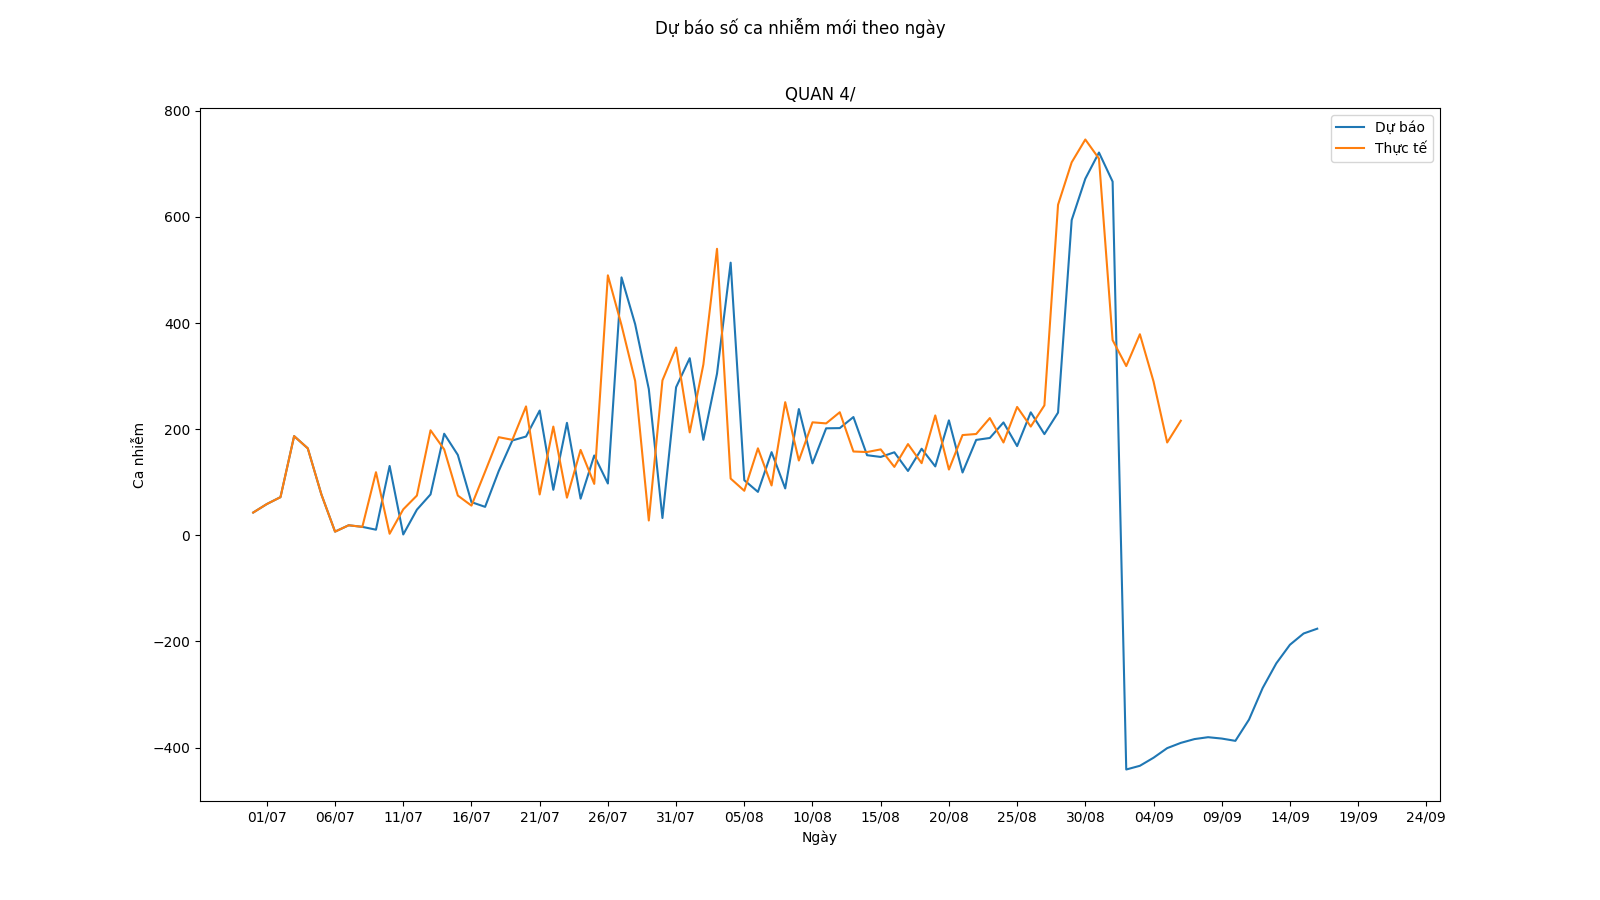 Dự báo số ca nhiễm mới theo ngày
QUAN 4/
Dự báo
Thực tế
800
600
400
200
0
−200
−400
Ca nhiễm
01/07 06/07 11/07 16/07 21/07 26/07 31/07 05/08 10/08 15/08 20/08 25/08 30/08 04/09 09/09 14/09 19/09 24/09
Ngày